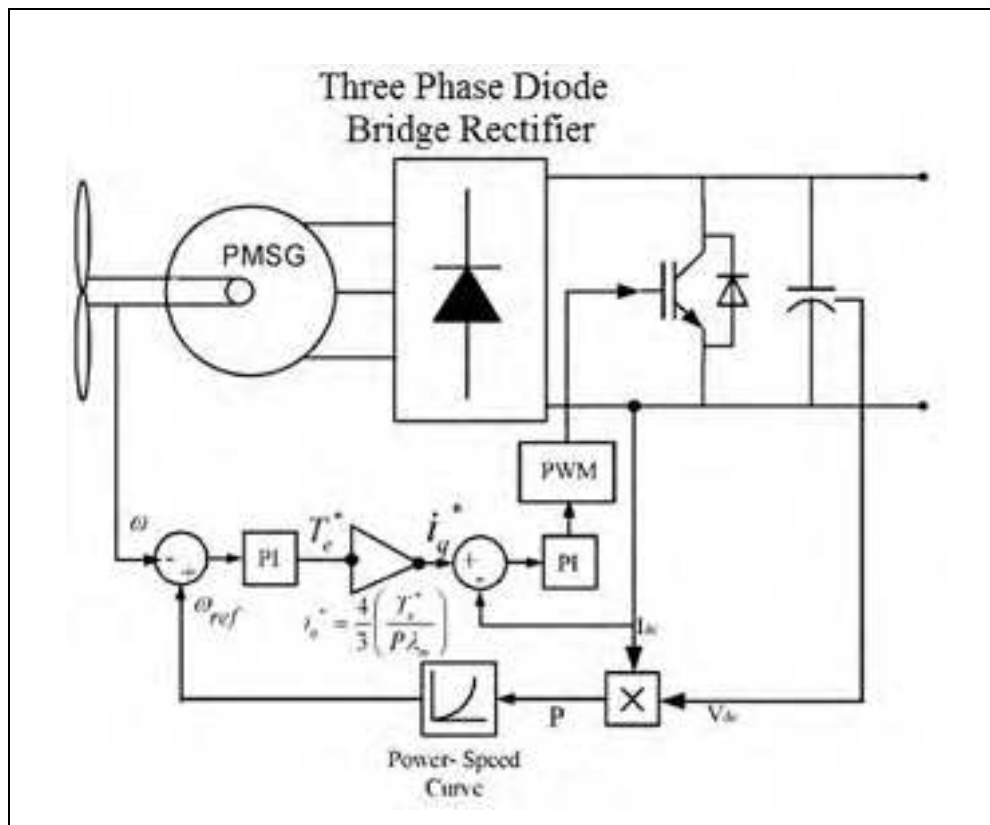 Three Phase Diode
Bridge Rectifier
PMSG
PWM
ω
- +
PI
T_e^*
i_q^*
+ -
PI
ω_ref
i_q^* = 4/3 (T_e^* / Pλ_m)
I_dc
×
P
V_dc
Power- Speed
Curve